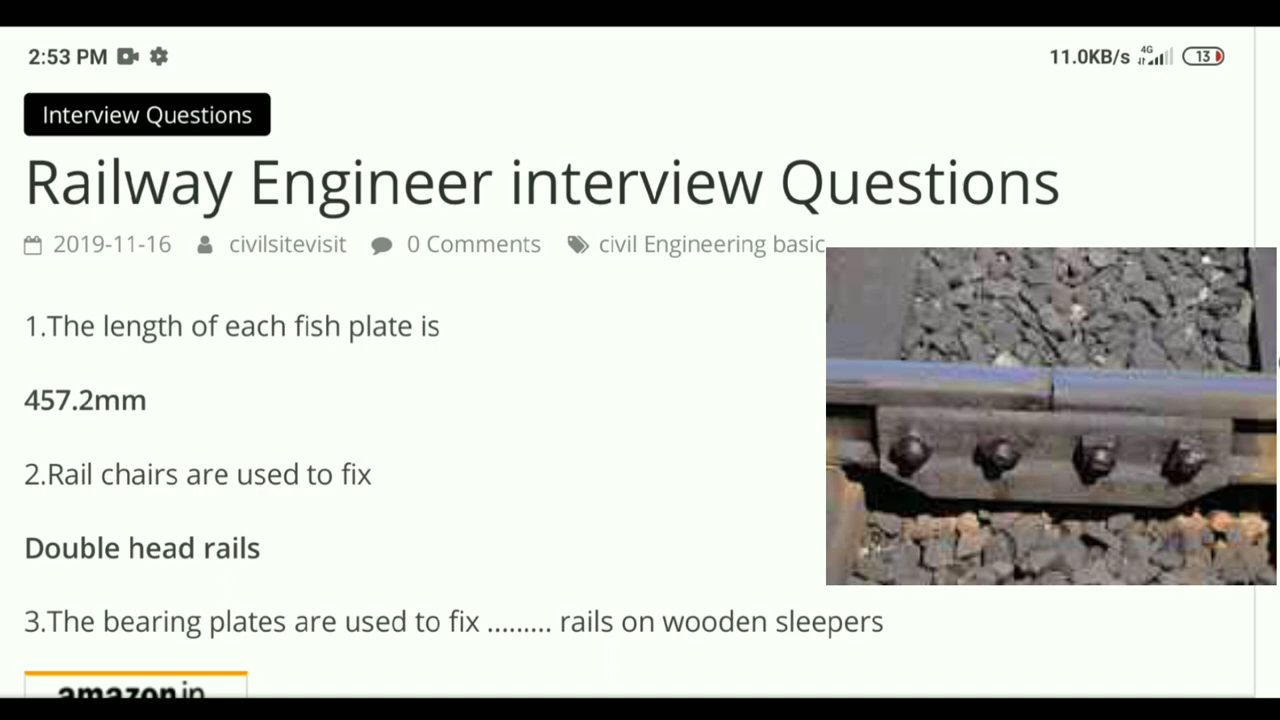 2:53 PM
11.0KB/s 4G 13
Interview Questions
Railway Engineer interview Questions
2019-11-16 civilsitevisit 0 Comments civil Engineering basic
1.The length of each fish plate is
457.2mm
2.Rail chairs are used to fix
Double head rails
3.The bearing plates are used to fix ......... rails on wooden sleepers
amazon.in